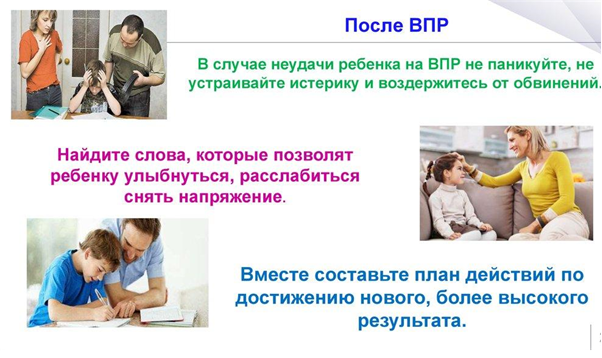 После ВПР
В случае неудачи ребенка на ВПР не паникуйте, не
устраивайте истерику и воздержитесь от обвинений.
Найдите слова, которые позволят
ребенку улыбнуться, расслабиться
снять напряжение.
Вместе составьте план действий по
достижению нового, более высокого
результата.